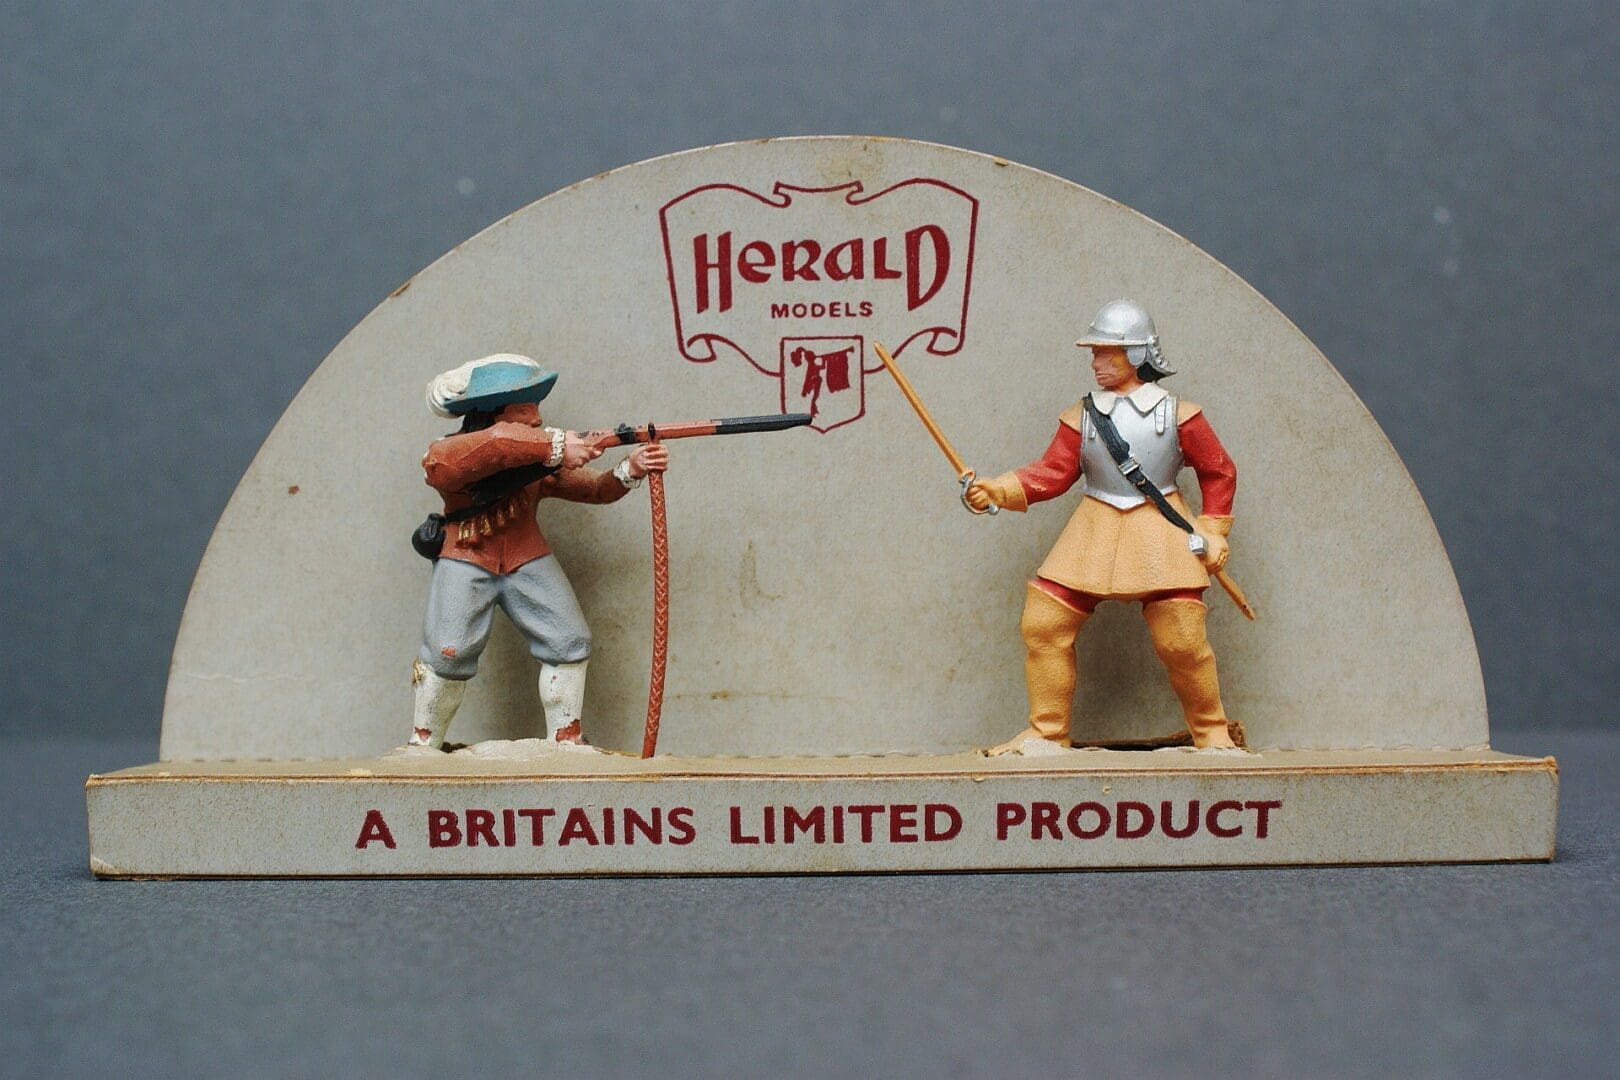 HERALD
MODELS
A BRITAINS LIMITED PRODUCT